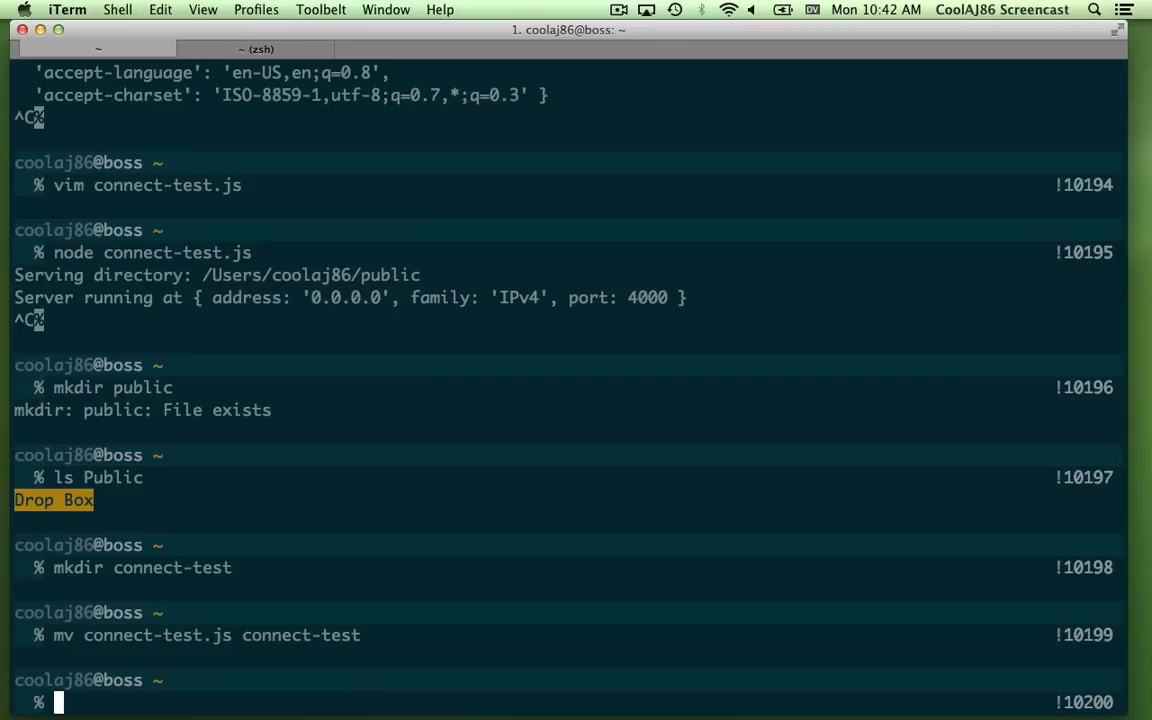 iTerm Shell Edit View Profiles Toolbelt Window Help DV Mon 10:42 AM CoolAJ86 Screencast
1. coolaj86@boss: ~
~ ~ (zsh)
'accept-language': 'en-US,en;q=0.8',
'accept-charset': 'ISO-8859-1,utf-8;q=0.7,*;q=0.3' }
^C%
coolaj86@boss ~
% vim connect-test.js !10194
coolaj86@boss ~
% node connect-test.js !10195
Serving directory: /Users/coolaj86/public
Server running at { address: '0.0.0.0', family: 'IPv4', port: 4000 }
^C%
coolaj86@boss ~
% mkdir public !10196
mkdir: public: File exists
coolaj86@boss ~
% ls Public !10197
Drop Box
coolaj86@boss ~
% mkdir connect-test !10198
coolaj86@boss ~
% mv connect-test.js connect-test !10199
coolaj86@boss ~
% !10200